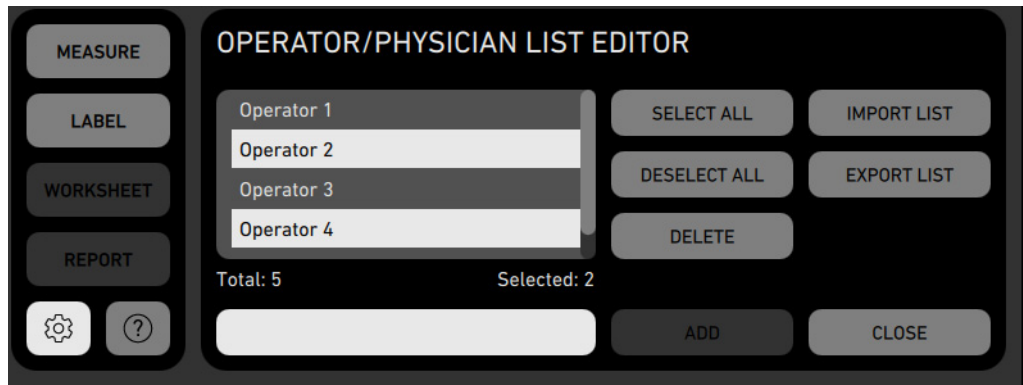 MEASURE
LABEL
WORKSHEET
REPORT
?
OPERATOR/PHYSICIAN LIST EDITOR
Operator 1
Operator 2
Operator 3
Operator 4
Total: 5 Selected: 2
SELECT ALL IMPORT LIST
DESELECT ALL EXPORT LIST
DELETE
ADD CLOSE